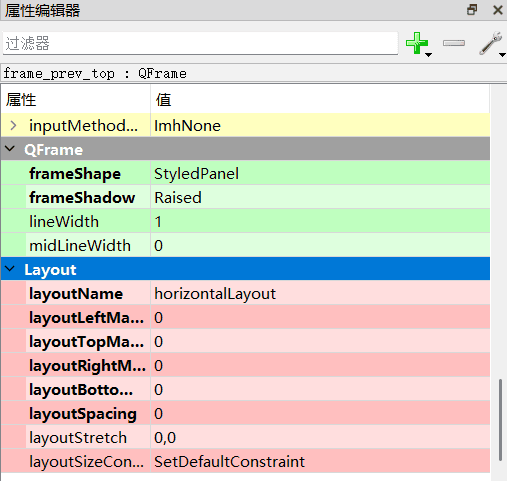 属性编辑器
过滤器
frame_prev_top : QFrame
属性 值
inputMethod... ImhNone
QFrame
frameShape StyledPanel
frameShadow Raised
lineWidth 1
midLineWidth 0
Layout
layoutName horizontalLayout
layoutLeftMa... 0
layoutTopMa... 0
layoutRightM... 0
layoutBotto... 0
layoutSpacing 0
layoutStretch 0,0
layoutSizeCon... SetDefaultConstraint